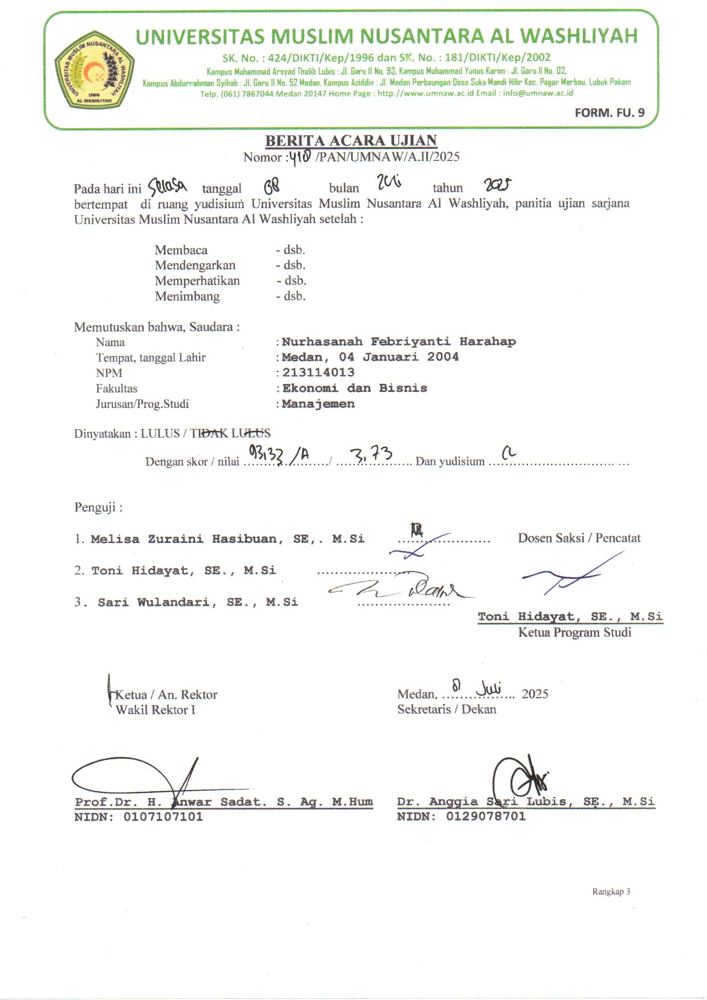 UNIVERSITAS MUSLIM NUSANTARA AL WASHLIYAH
SK. No. : 424/DIKTI/Kep/1996 dan SK. No. : 181/DIKTI/Kep/2002
Kampus Muhammad Arsyad Thalib Lubis : Jl. Garu II No. 93, Kampus Muhammad Yunus Karim : Jl. Garu II No. 02,
Kampus Abdurrahman Syihab : Jl. Garu II No. 52 Medan, Kampus Aziddin : Jl. Medan Perbaungan Desa Suka Mandi Hilir Kec. Pagar Merbau, Lubuk Pakam
Telp. (061) 7867044 Medan 20147 Home Page : http://www.umnaw.ac.id Email : info@umnaw.ac.id
UNIVERSITAS MUSLIM NUSANTARA AL WASHLIYAH
UMN
AL WASHLIYAH
FORM. FU. 9
BERITA ACARA UJIAN
Nomor :410 /PAN/UMNAW/A.II/2025
Pada hari ini Selasa tanggal 08 bulan Juli tahun 2025
bertempat di ruang yudisium Universitas Muslim Nusantara Al Washliyah, panitia ujian sarjana
Universitas Muslim Nusantara Al Washliyah setelah :
Membaca - dsb.
Mendengarkan - dsb.
Memperhatikan - dsb.
Menimbang - dsb.
Memutuskan bahwa, Saudara :
Nama : Nurhasanah Febriyanti Harahap
Tempat, tanggal Lahir : Medan, 04 Januari 2004
NPM : 213114013
Fakultas : Ekonomi dan Bisnis
Jurusan/Prog.Studi : Manajemen
Dinyatakan : LULUS / TIDAK LULUS
Dengan skor / nilai 93,33 /A / 3,73 Dan yudisium ..............................
Penguji :
1. Melisa Zuraini Hasibuan, SE,. M.Si ..................... Dosen Saksi / Pencatat
2. Toni Hidayat, SE., M.Si .....................
3. Sari Wulandari, SE., M.Si .....................
Toni Hidayat, SE., M.Si
Ketua Program Studi
Ketua / An. Rektor
Wakil Rektor I
Medan, 8 Juli 2025
Sekretaris / Dekan
Prof.Dr. H. Anwar Sadat. S. Ag. M.Hum
NIDN: 0107107101
Dr. Anggia Sari Lubis, SE., M.Si
NIDN: 0129078701
Rangkap 3